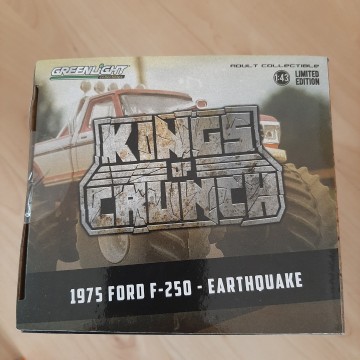 GREENLIGHT
ADULT COLLECTIBLE
1:43 LIMITED
EDITION
KINGS
OF
CRUNCH
1975 FORD F-250 - EARTHQUAKE